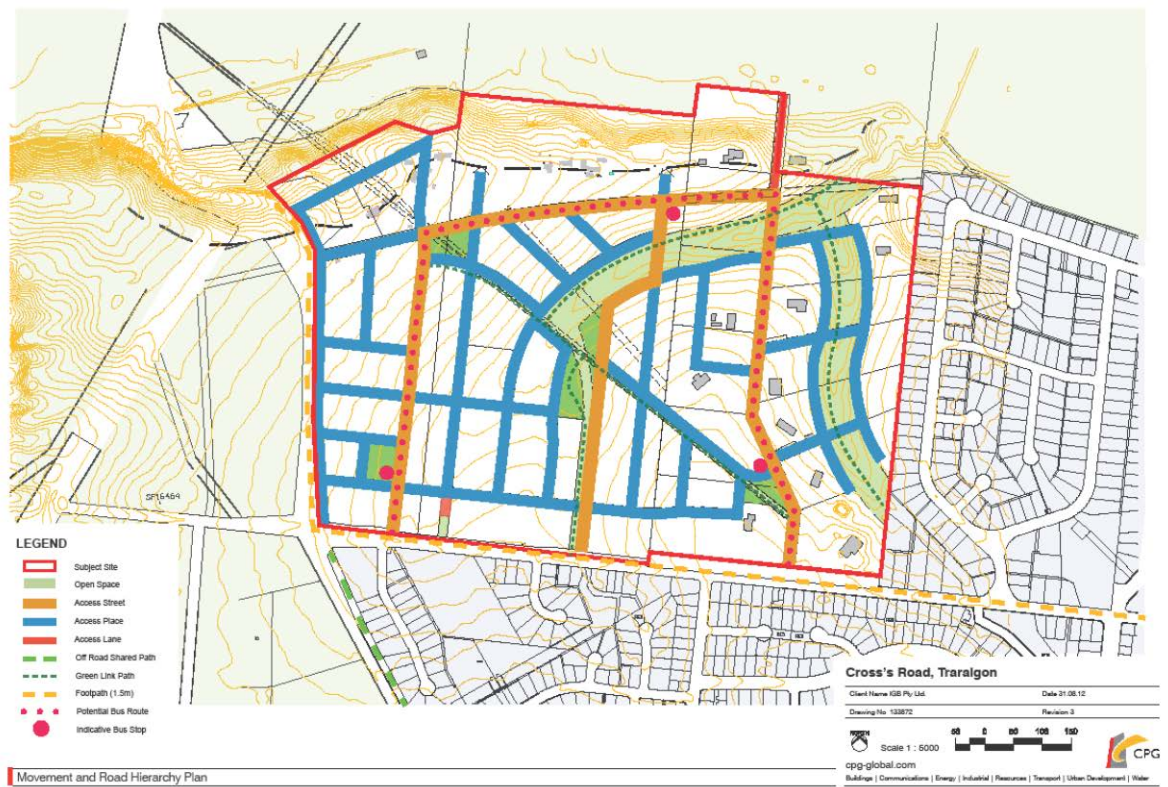 SF16464
LEGEND
Subject Site
Open Space
Access Street
Access Place
Access Lane
Off Road Shared Path
Green Link Path
Footpath (1.5m)
Potential Bus Route
Indicative Bus Stop
Movement and Road Hierarchy Plan
Cross's Road, Traralgon
Client Name IGS Pty Ltd. Date 31.08.12
Drawing No 133872 Revision 3
Scale 1 : 5000
cpg-global.com
CPG
Buildings | Communications | Energy | Industrial | Resources | Transport | Urban Development | Water